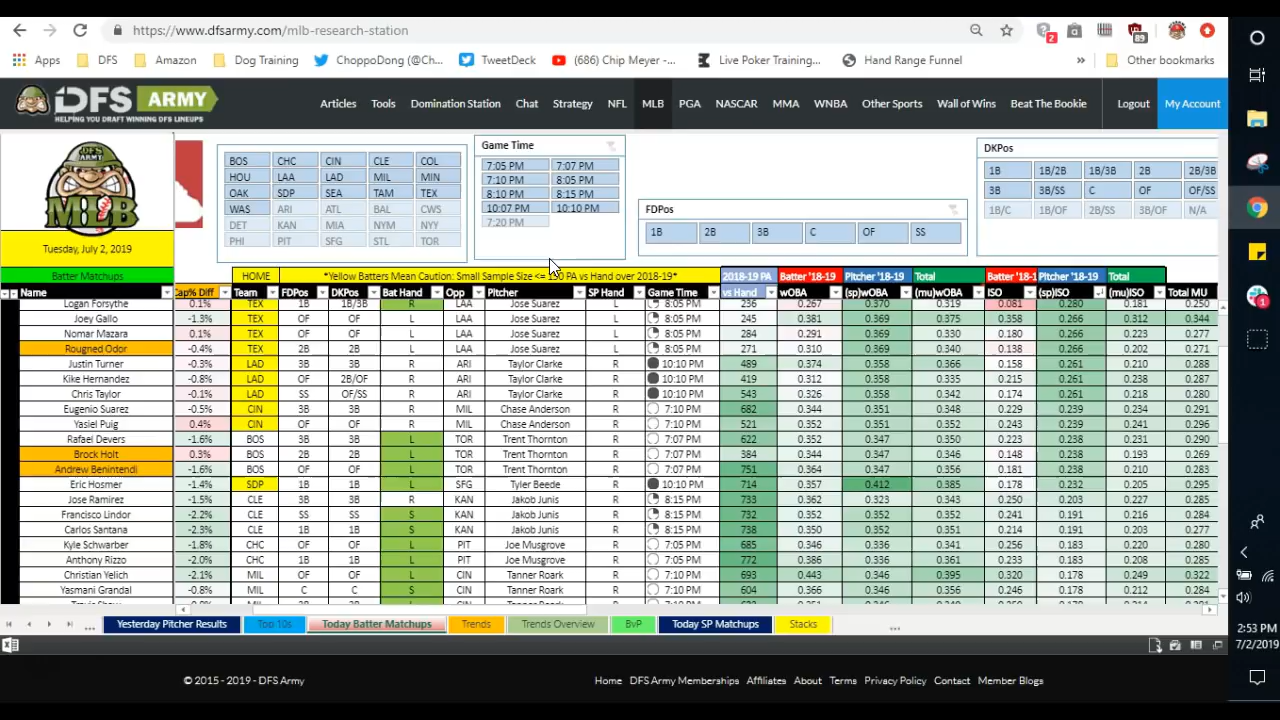 https://www.dfsarmy.com/mlb-research-station
2
89
Apps DFS Amazon Dog Training ChoppoDong (@Ch... TweetDeck (686) Chip Meyer -... Live Poker Training... Hand Range Funnel » Other bookmarks
DFS ARMY
HELPING YOU DRAFT WINNING DFS LINEUPS
Articles Tools Domination Station Chat Strategy NFL MLB PGA NASCAR MMA WNBA Other Sports Wall of Wins Beat The Bookie Logout My Account
DFS ARMY
MLB
Tuesday, July 2, 2019
Batter Matchups
BOS CHC CIN CLE COL
HOU LAA LAD MIL MIN
OAK SDP SEA TAM TEX
WAS ARI ATL BAL CWS
DET KAN MIA NYM NYY
PHI PIT SFG STL TOR
Game Time
7:05 PM 7:07 PM
7:10 PM 8:05 PM
8:10 PM 8:15 PM
10:07 PM 10:10 PM
7:20 PM
FDPos
1B 2B 3B C OF SS
DKPos
1B 1B/2B 1B/3B 2B 2B/3B
3B 3B/SS C OF OF/SS
1B/C 1B/OF 2B/SS 3B/OF N/A
HOME *Yellow Batters Mean Caution: Small Sample Size <= 150 PA vs Hand over 2018-19* 2018-19 PA Batter '18-19 Pitcher '18-19 Total Batter '18-1 Pitcher '18-19 Total
Name Cap% Diff Team FDPos DKPos Bat Hand Opp Pitcher SP Hand Game Time vs Hand wOBA (sp)wOBA (mu)wOBA ISO (sp)ISO (mu)ISO Total MU
Logan Forsythe 0.1% TEX 1B 1B/3B R LAA Jose Suarez L 8:05 PM 236 0.267 0.370 0.319 0.081 0.280 0.181 0.250
Joey Gallo -1.3% TEX OF OF L LAA Jose Suarez L 8:05 PM 245 0.381 0.369 0.375 0.358 0.266 0.312 0.344
Nomar Mazara 0.1% TEX OF OF L LAA Jose Suarez L 8:05 PM 284 0.291 0.369 0.330 0.180 0.266 0.223 0.277
Rougned Odor -0.4% TEX 2B 2B L LAA Jose Suarez L 8:05 PM 271 0.310 0.369 0.340 0.138 0.266 0.202 0.271
Justin Turner -0.3% LAD 3B 3B R ARI Taylor Clarke R 10:10 PM 489 0.374 0.358 0.366 0.158 0.261 0.210 0.288
Kike Hernandez -0.8% LAD OF 2B/OF R ARI Taylor Clarke R 10:10 PM 419 0.312 0.358 0.335 0.215 0.261 0.238 0.287
Chris Taylor -0.1% LAD SS OF/SS R ARI Taylor Clarke R 10:10 PM 543 0.326 0.358 0.342 0.174 0.261 0.218 0.280
Eugenio Suarez -0.5% CIN 3B 3B R MIL Chase Anderson R 7:10 PM 682 0.344 0.351 0.348 0.229 0.239 0.234 0.291
Yasiel Puig 0.4% CIN OF OF R MIL Chase Anderson R 7:10 PM 521 0.352 0.351 0.352 0.243 0.239 0.241 0.296
Rafael Devers -1.6% BOS 3B 3B L TOR Trent Thornton R 7:07 PM 622 0.352 0.347 0.350 0.223 0.238 0.230 0.290
Brock Holt 0.3% BOS 2B 2B L TOR Trent Thornton R 7:07 PM 384 0.344 0.347 0.346 0.148 0.238 0.193 0.269
Andrew Benintendi -1.6% BOS OF OF L TOR Trent Thornton R 7:07 PM 751 0.364 0.347 0.356 0.181 0.238 0.210 0.283
Eric Hosmer -1.4% SDP 1B 1B L SFG Tyler Beede R 10:10 PM 714 0.357 0.412 0.385 0.178 0.232 0.205 0.295
Jose Ramirez -1.5% CLE 3B 3B S KAN Jakob Junis R 8:15 PM 733 0.362 0.323 0.343 0.250 0.203 0.227 0.285
Francisco Lindor -2.2% CLE SS SS S KAN Jakob Junis R 8:15 PM 732 0.350 0.352 0.351 0.241 0.191 0.216 0.284
Carlos Santana -2.3% CLE 1B 1B S KAN Jakob Junis R 8:15 PM 738 0.350 0.352 0.351 0.214 0.191 0.203 0.277
Kyle Schwarber -1.8% CHC OF OF L PIT Joe Musgrove R 7:05 PM 685 0.346 0.336 0.341 0.256 0.183 0.220 0.280
Anthony Rizzo -2.0% CHC 1B 1B L PIT Joe Musgrove R 7:05 PM 772 0.386 0.336 0.361 0.233 0.183 0.208 0.285
Christian Yelich -2.1% MIL OF OF L CIN Tanner Roark R 7:10 PM 693 0.443 0.346 0.395 0.320 0.178 0.249 0.322
Yasmani Grandal -0.8% MIL C C S CIN Tanner Roark R 7:10 PM 604 0.366 0.346 0.356 0.246 0.178 0.212 0.284
... Yesterday Pitcher Results Top 10s Today Batter Matchups Trends Trends Overview BvP Today SP Matchups Stacks ...
© 2015 - 2019 - DFS Army
Home DFS Army Memberships Affiliates About Terms Privacy Policy Contact Member Blogs
1
2:53 PM
7/2/2019